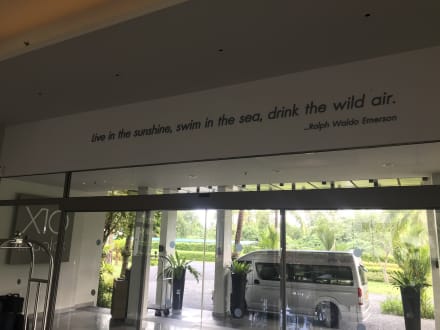 Live in the sunshine, swim in the sea, drink the wild air.
...Ralph Waldo Emerson